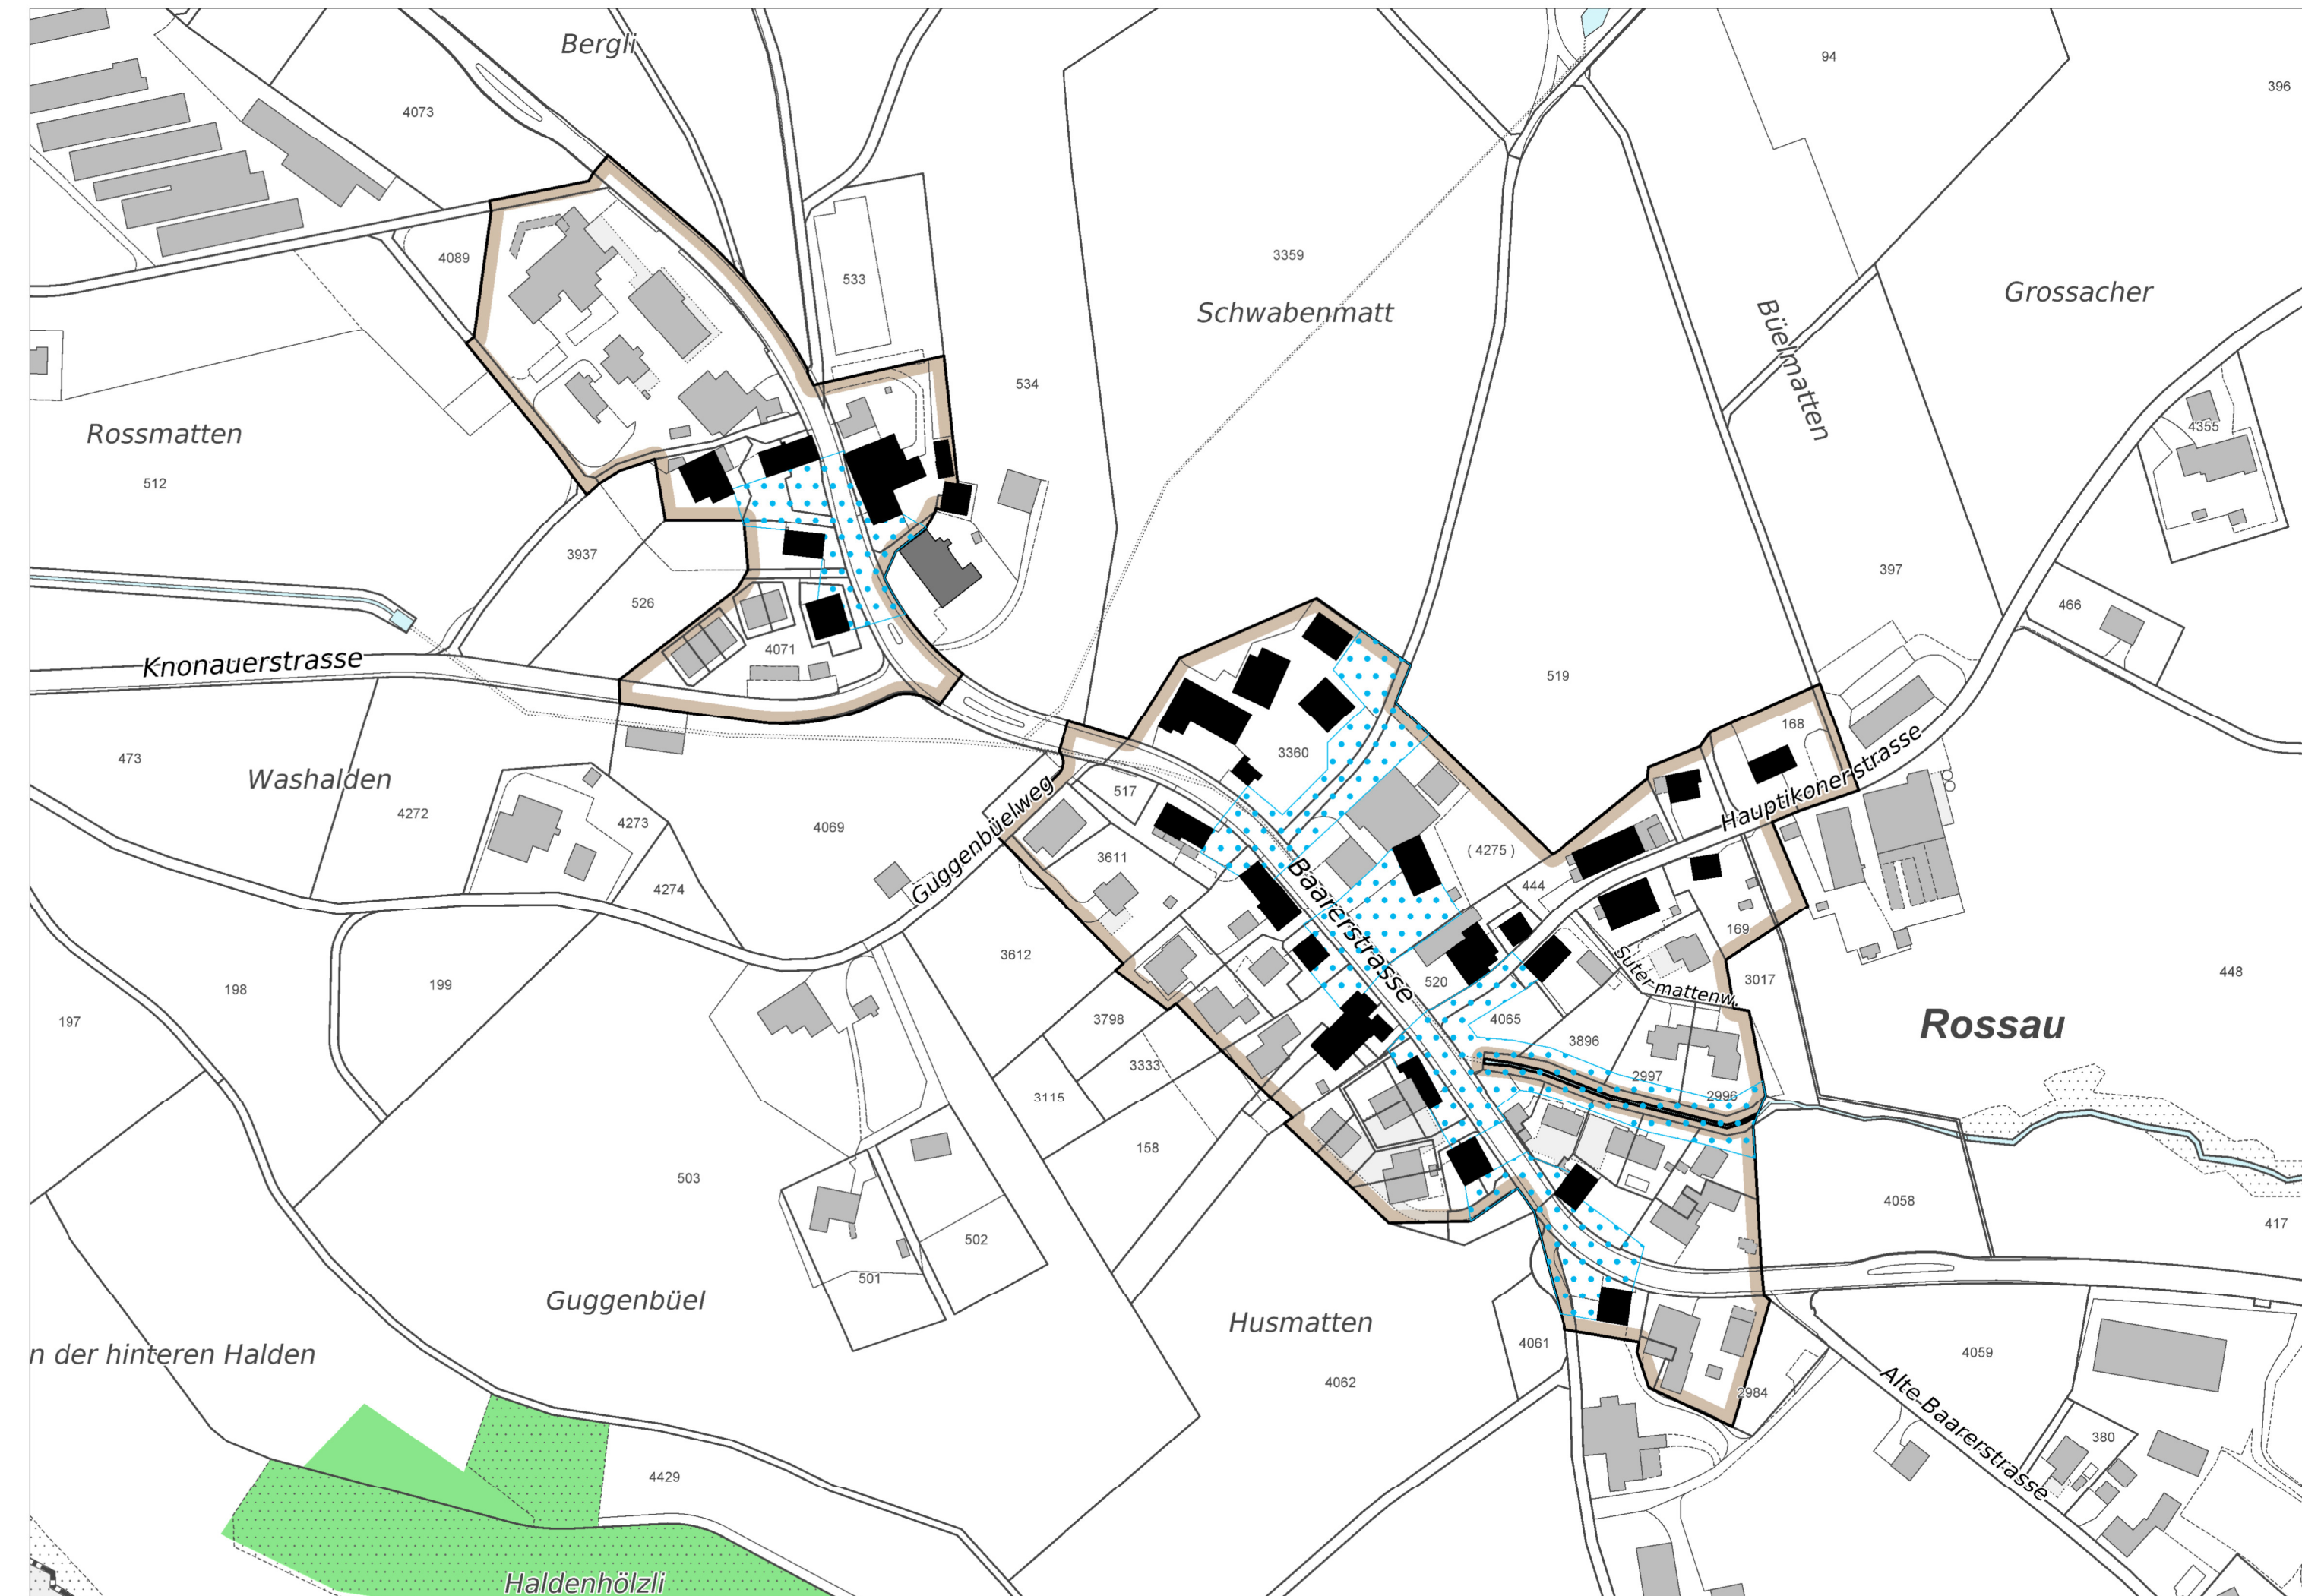 Bergli
94
396
4073
4089
533
3359
Grossacher
Schwabenmatt
Büelmatten
534
4355
Rossmatten
512
3937
397
526
466
4071
519
Knonauerstrasse
168
3360
473
Washalden
517
Hauptikonerstrasse
4272
4273
4069
Guggenbüelweg
3611
( 4275 )
Baarerstrasse
4274
444
169
3612
Sutermattenw.
448
520
3017
199
198
197
3798
4065
Rossau
3896
3333
2997
3115
2996
158
503
4058
417
502
501
Guggenbüel
Husmatten
4061
4059
n der hinteren Halden
4062
2984
Alte-Baarerstrasse
380
4429
Haldenhölzli